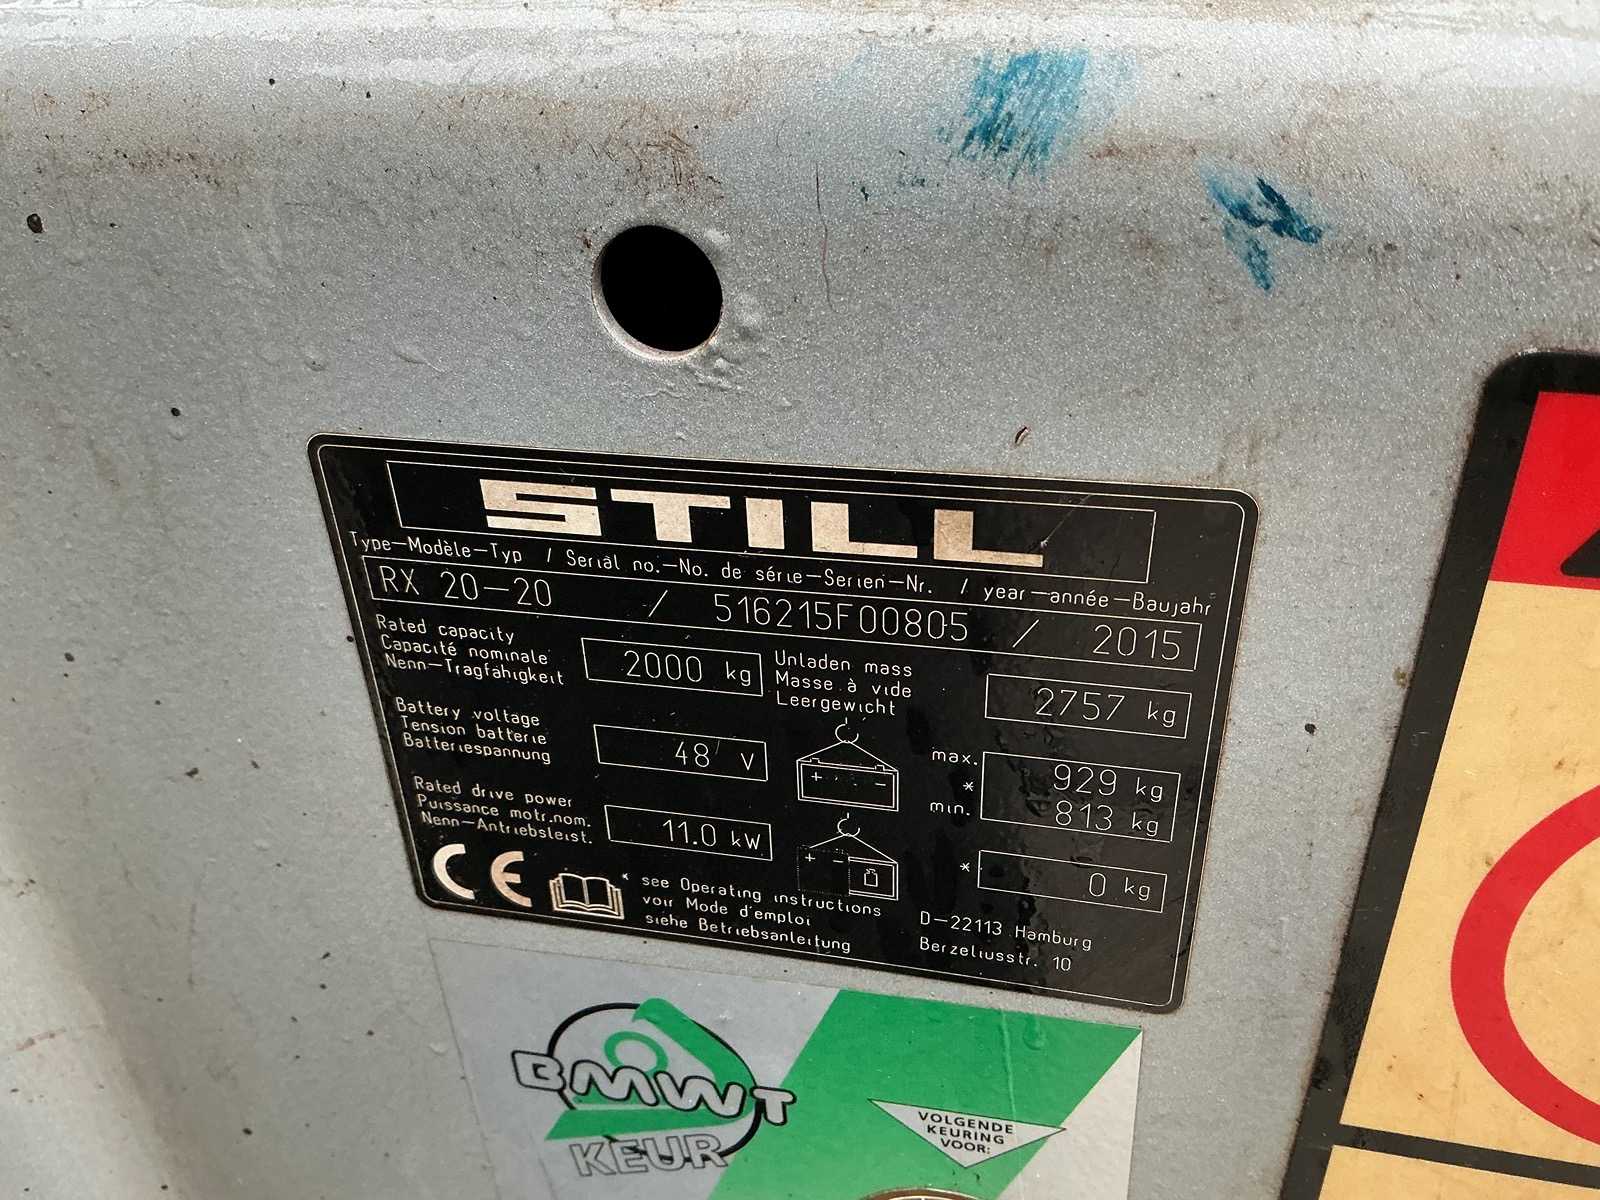 STILL
Type-Modèle-Typ / Serial no.-No. de série-Serien-Nr. / year-année-Baujahr
RX 20-20 / 516215F00805 / 2015
Rated capacity
Capacité nominale
Nenn-Tragfähigkeit
2000 kg
Unladen mass
Masse à vide
Leergewicht
2757 kg
Battery voltage
Tension batterie
Batteriespannung
48 V
max. 929 kg
*
min. 813 kg
Rated drive power
Puissance motr.nom.
Nenn-Antriebsleist.
11.0 kW
+ -
+ -
* 0 kg
CE
* see Operating instructions
voir Mode d'emploi
siehe Betriebsanleitung
D-22113 Hamburg
Berzeliusstr. 10
BMWT
KEUR
VOLGENDE
KEURING
VOOR: